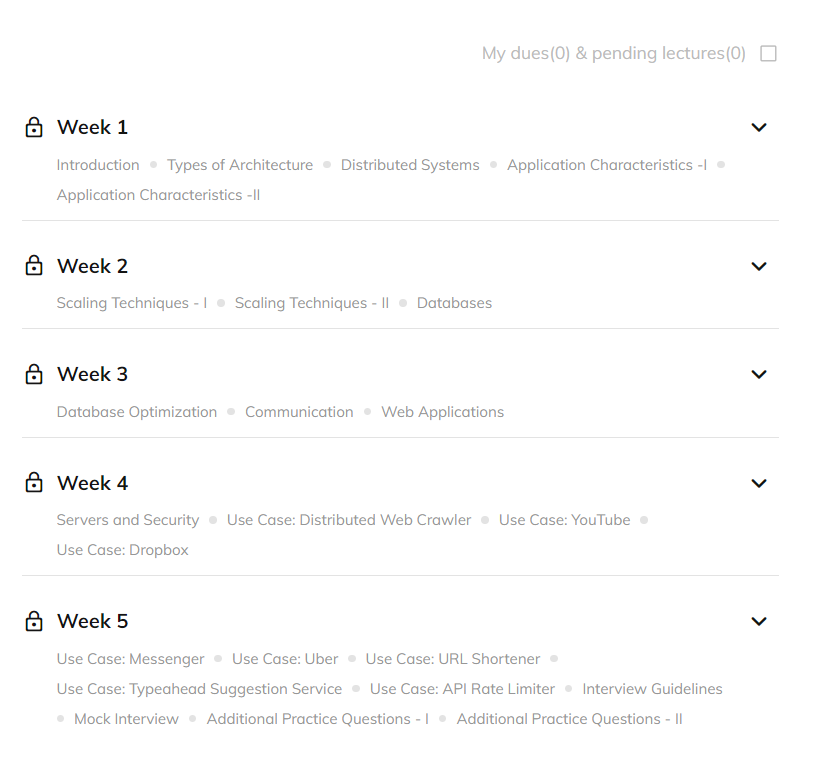 My dues(0) & pending lectures(0)
Week 1
Introduction • Types of Architecture • Distributed Systems • Application Characteristics -I •
Application Characteristics -II
Week 2
Scaling Techniques - I • Scaling Techniques - II • Databases
Week 3
Database Optimization • Communication • Web Applications
Week 4
Servers and Security • Use Case: Distributed Web Crawler • Use Case: YouTube •
Use Case: Dropbox
Week 5
Use Case: Messenger • Use Case: Uber • Use Case: URL Shortener •
Use Case: Typeahead Suggestion Service • Use Case: API Rate Limiter • Interview Guidelines
• Mock Interview • Additional Practice Questions - I • Additional Practice Questions - II